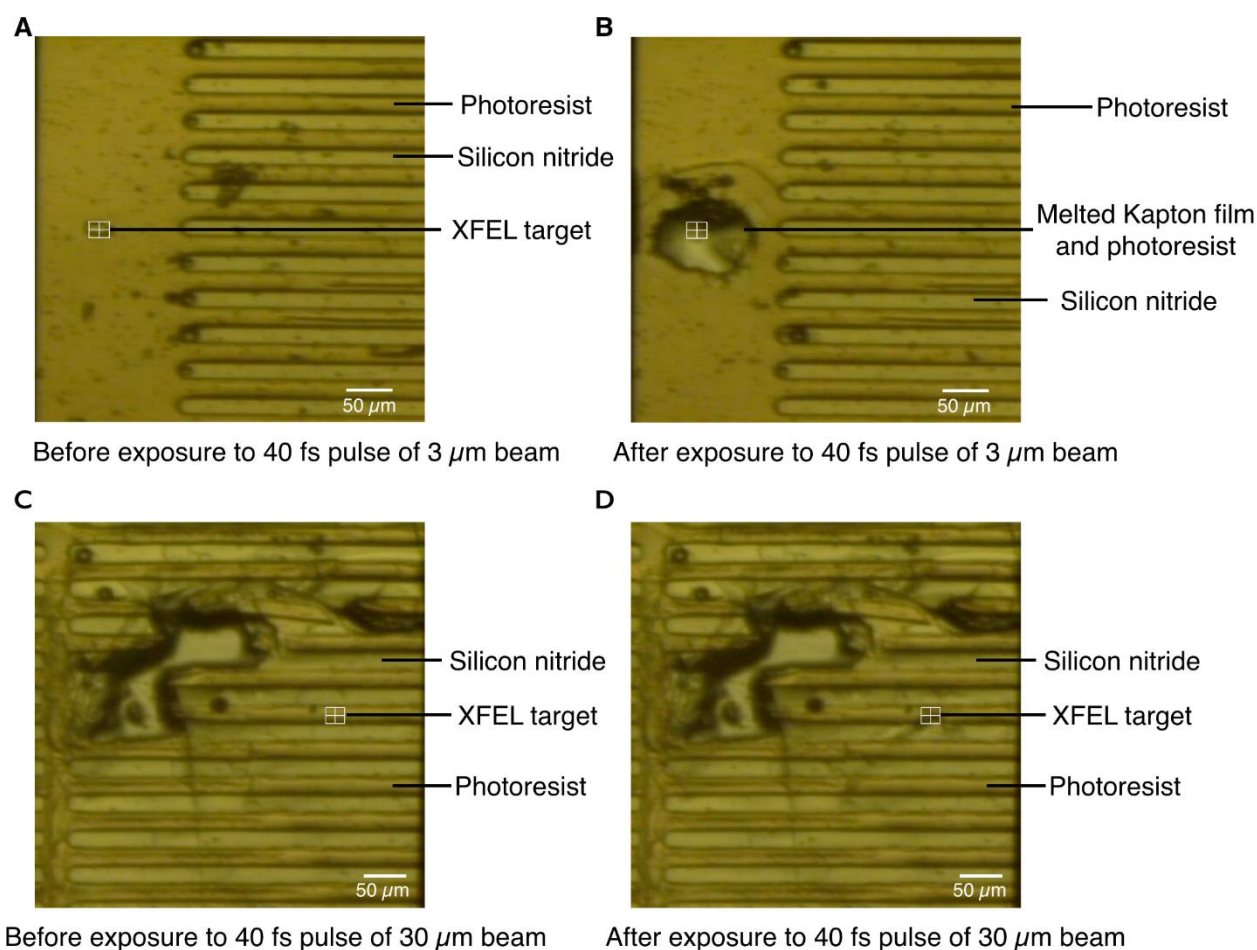 A
B
Photoresist
Silicon nitride
XFEL target
50 µm
Photoresist
Melted Kapton film
and photoresist
Silicon nitride
50 µm
Before exposure to 40 fs pulse of 3 µm beam
After exposure to 40 fs pulse of 3 µm beam
C
D
Silicon nitride
XFEL target
Photoresist
50 µm
Silicon nitride
XFEL target
Photoresist
50 µm
Before exposure to 40 fs pulse of 30 µm beam
After exposure to 40 fs pulse of 30 µm beam